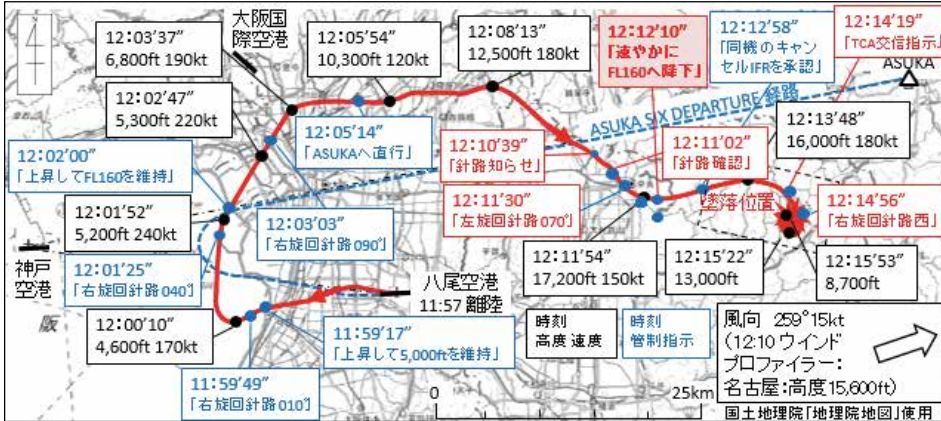 大阪国
際空港
12:03’37”
6,800ft 190kt
12:05’54”
10,300ft 120kt
12:08’13”
12,500ft 180kt
12:12’10”
「速やかに
FL160へ降下」
12:12’58”
「同機のキャン
セルIFRを承認」
12:14’19”
「TCA交信指示」
ASUKA
12:02’47”
5,300ft 220kt
ASUKA SIX DEPARTURE 経路
12:13’48”
16,000ft 180kt
12:05’14”
「ASUKAへ直行」
12:10’39”
「針路知らせ」
12:11’02”
「針路確認」
12:02’00”
「上昇してFL160を維持」
12:01’52”
5,200ft 240kt
12:03’03”
「右旋回針路090°」
12:11’30”
「左旋回針路070°」
墜落位置
12:14’56”
「右旋回針路西」
神戸
空港
12:01’25”
「右旋回針路040°」
八尾空港
11:57 離陸
12:11’54”
17,200ft 150kt
12:15’22”
13,000ft
12:15’53”
8,700ft
阪
12:00’10”
4,600ft 170kt
11:59’17”
「上昇して5,000ftを維持」
時刻
高度 速度
時刻
管制指示
風向 259°15kt
(12:10 ウインド
プロファイラー:
名古屋:高度15,600ft)
11:59’49”
「右旋回針路010°」
0
25km
国土地理院「地理院地図」使用